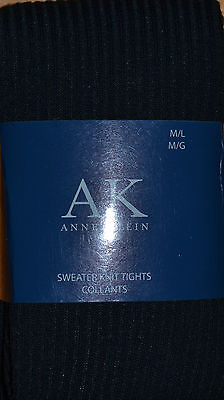 M/L
M/G
AK
ANNE KLEIN
SWEATER KNIT TIGHTS
COLLANTS